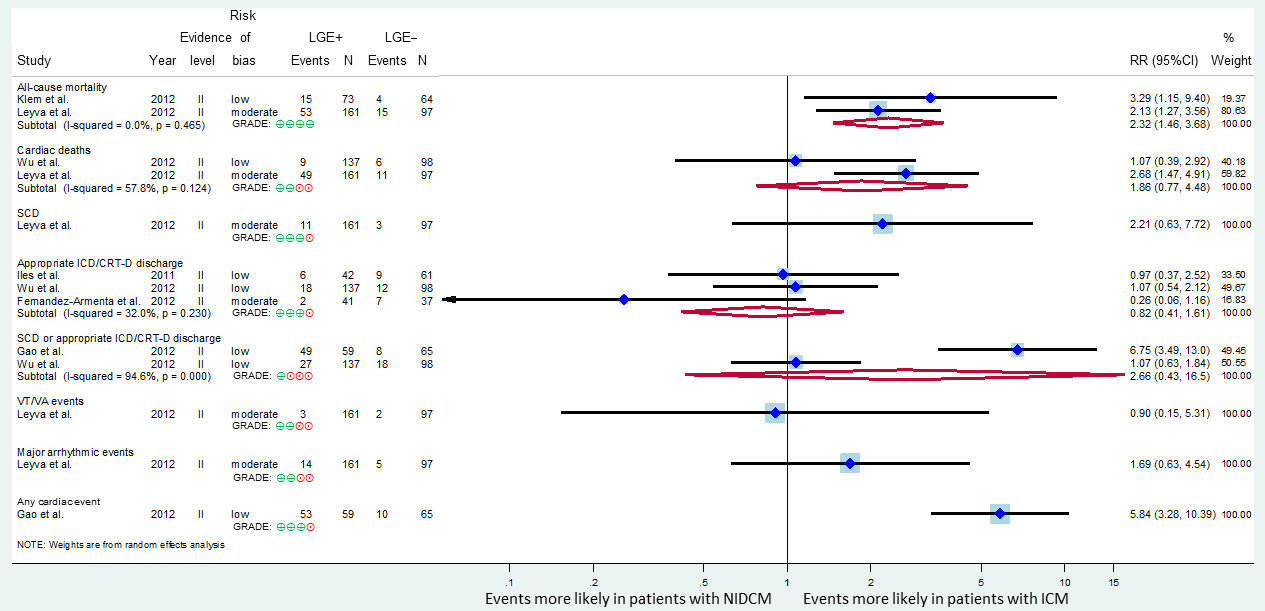 Risk
Evidence of LGE+ LGE– %
Study Year level bias Events N Events N RR (95%CI) Weight
All-cause mortality
Klem et al. 2012 II low 15 73 4 64 3.29 (1.15, 9.40) 19.37
Leyva et al. 2012 II moderate 53 161 15 97 2.13 (1.27, 3.56) 80.63
Subtotal (I-squared = 0.0%, p = 0.465) GRADE: ⊕⊕⊕⊕ 2.32 (1.46, 3.68) 100.00
Cardiac deaths
Wu et al. 2012 II low 9 137 6 98 1.07 (0.39, 2.92) 40.18
Leyva et al. 2012 II moderate 49 161 11 97 2.68 (1.47, 4.91) 59.82
Subtotal (I-squared = 57.8%, p = 0.124) GRADE: ⊕⊕⊙⊙ 1.86 (0.77, 4.48) 100.00
SCD
Leyva et al. 2012 II moderate 11 161 3 97 2.21 (0.63, 7.72) 100.00
GRADE: ⊕⊕⊕⊙
Appropriate ICD/CRT-D discharge
Iles et al. 2011 II low 6 42 9 61 0.97 (0.37, 2.52) 33.50
Wu et al. 2012 II low 18 137 12 98 1.07 (0.54, 2.12) 49.67
Fernandez-Armenta et al. 2012 II moderate 2 41 7 37 0.26 (0.06, 1.16) 16.83
Subtotal (I-squared = 32.0%, p = 0.230) GRADE: ⊕⊕⊕⊙ 0.82 (0.41, 1.61) 100.00
SCD or appropriate ICD/CRT-D discharge
Gao et al. 2012 II low 49 59 8 65 6.75 (3.49, 13.0) 49.45
Wu et al. 2012 II low 27 137 18 98 1.07 (0.63, 1.84) 50.55
Subtotal (I-squared = 94.6%, p = 0.000) GRADE: ⊕⊙⊙⊙ 2.66 (0.43, 16.5) 100.00
VT/VA events
Leyva et al. 2012 II moderate 3 161 2 97 0.90 (0.15, 5.31) 100.00
GRADE: ⊕⊕⊙⊙
Major arrhythmic events
Leyva et al. 2012 II moderate 14 161 5 97 1.69 (0.63, 4.54) 100.00
GRADE: ⊕⊕⊙⊙
Any cardiac event
Gao et al. 2012 II low 53 59 10 65 5.84 (3.28, 10.39) 100.00
GRADE: ⊕⊕⊕⊙
NOTE: Weights are from random effects analysis
.1 .2 .5 1 2 5 10 15
Events more likely in patients with NIDCM Events more likely in patients with ICM